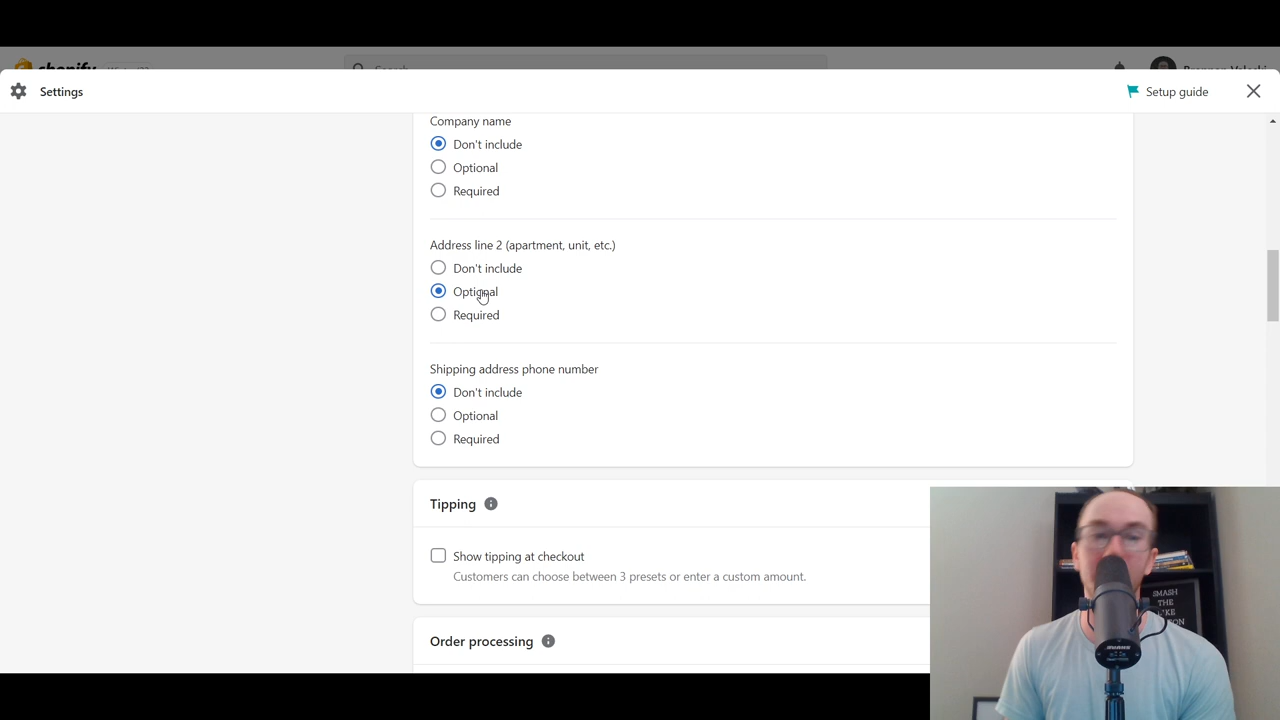 Settings
Setup guide
Company name
Don't include
Optional
Required
Address line 2 (apartment, unit, etc.)
Don't include
Optional
Required
Shipping address phone number
Don't include
Optional
Required
Tipping
Show tipping at checkout
Customers can choose between 3 presets or enter a custom amount.
Order processing
SMASH
THE